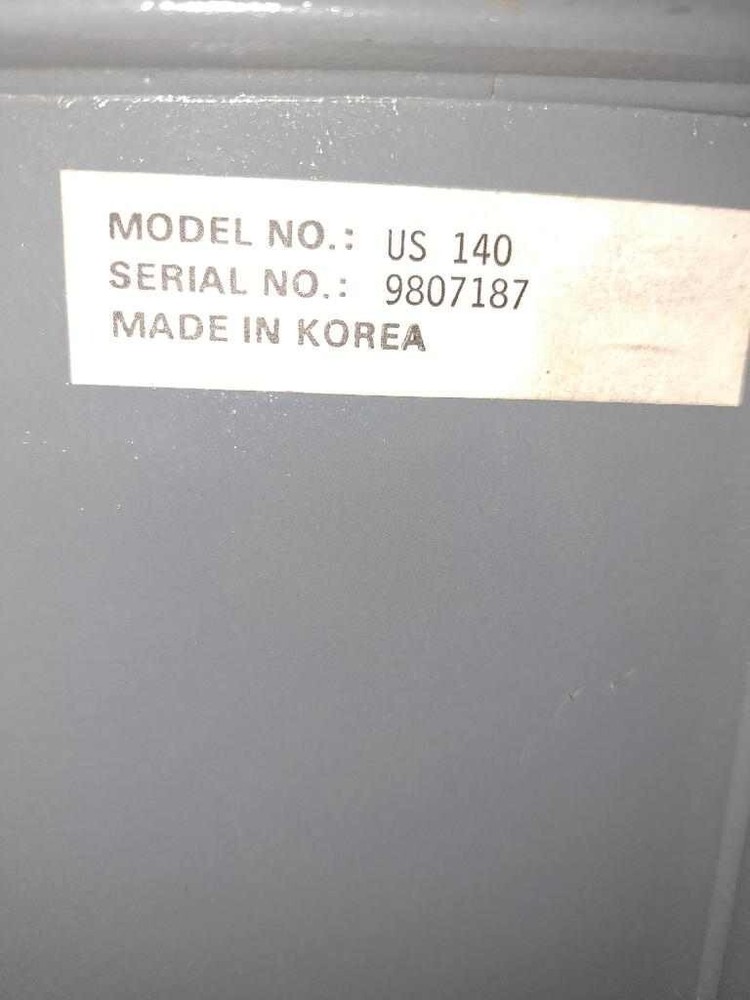 MODEL NO.: US 140
SERIAL NO.: 9807187
MADE IN KOREA